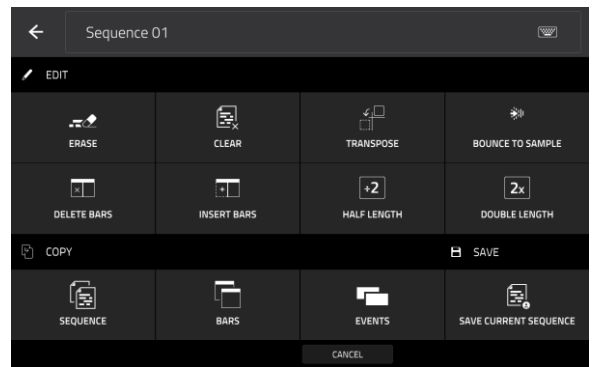 Sequence 01
EDIT
ERASE
CLEAR
TRANSPOSE
BOUNCE TO SAMPLE
DELETE BARS
INSERT BARS
÷2
HALF LENGTH
2x
DOUBLE LENGTH
COPY
SAVE
SEQUENCE
BARS
EVENTS
SAVE CURRENT SEQUENCE
CANCEL